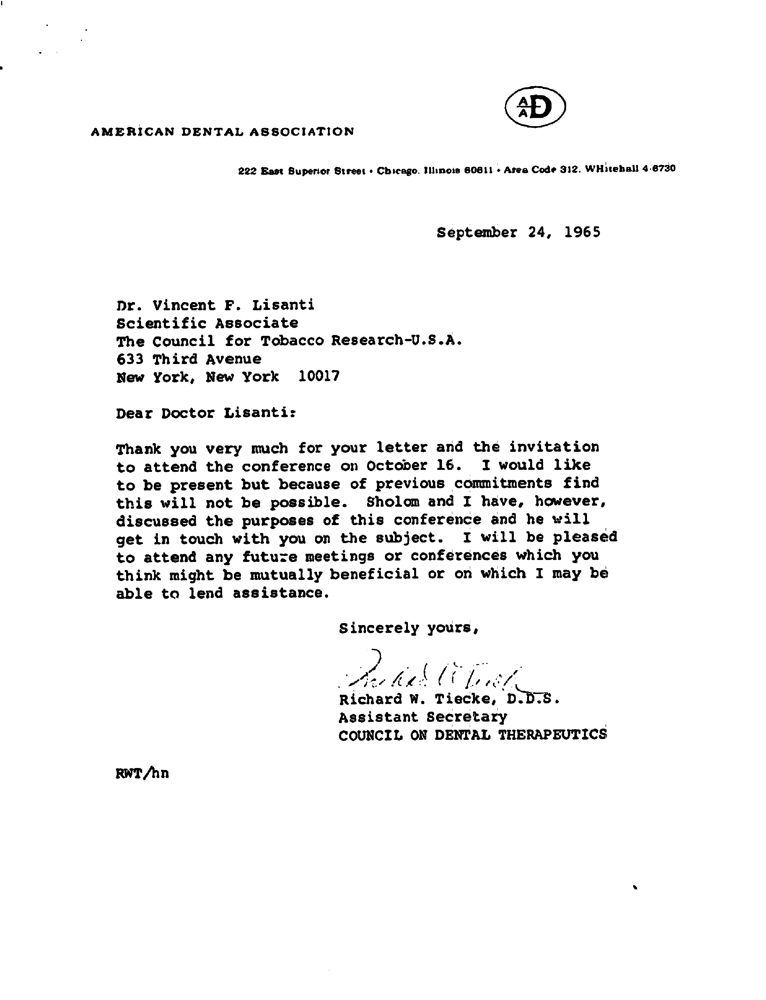 AAD
AMERICAN DENTAL ASSOCIATION
222 East Superior Street • Chicago, Illinois 60611 • Area Code 312, WHitehall 4-6730
September 24, 1965
Dr. Vincent F. Lisanti
Scientific Associate
The Council for Tobacco Research-U.S.A.
633 Third Avenue
New York, New York 10017
Dear Doctor Lisanti:
Thank you very much for your letter and the invitation
to attend the conference on October 16. I would like
to be present but because of previous commitments find
this will not be possible. Sholom and I have, however,
discussed the purposes of this conference and he will
get in touch with you on the subject. I will be pleased
to attend any future meetings or conferences which you
think might be mutually beneficial or on which I may be
able to lend assistance.
Sincerely yours,
Richard W. Tiecke, D.D.S.
Assistant Secretary
COUNCIL ON DENTAL THERAPEUTICS
RWT/hn